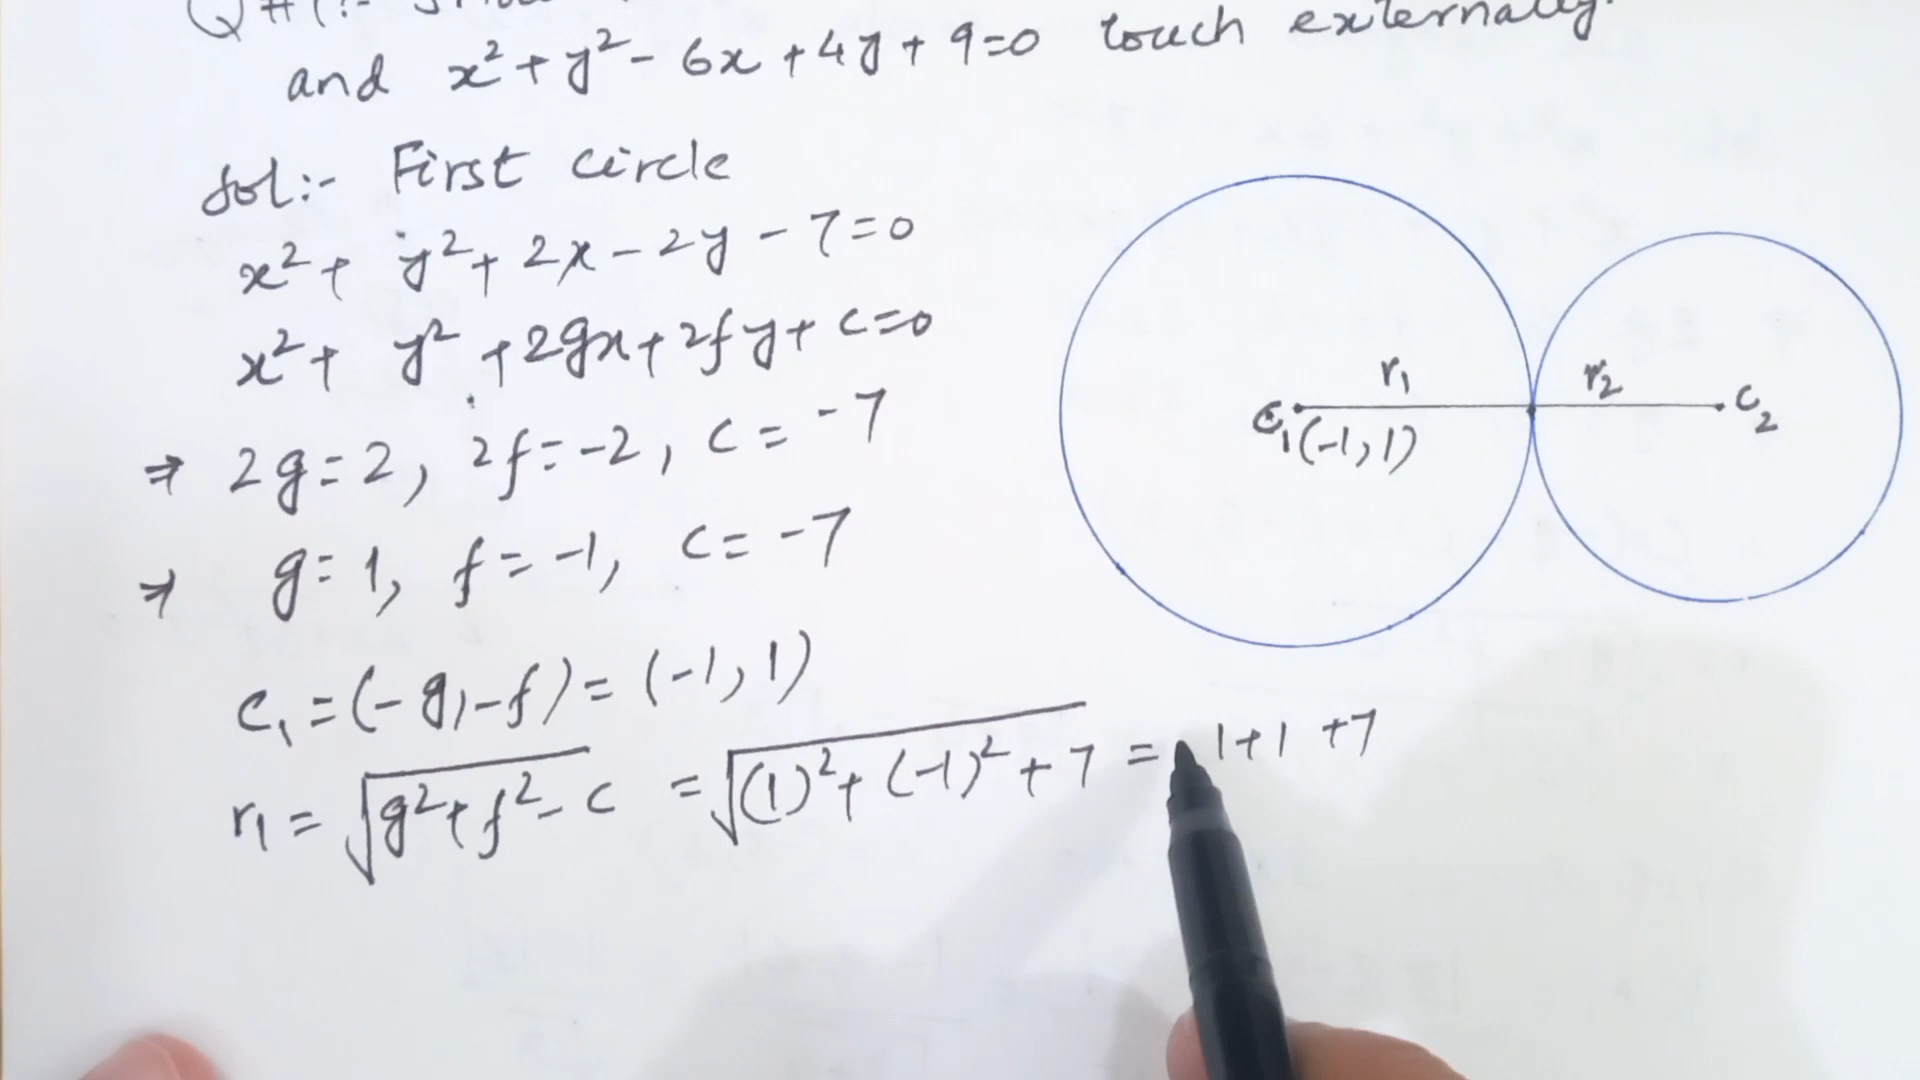 Q#1:-
and x² + y² - 6x + 4y + 9 = 0 touch externally.
Sol:- First circle
x² + y² + 2x - 2y - 7 = 0
x² + y² + 2gx + 2fy + c = 0
⇒ 2g = 2, 2f = -2, c = -7
⇒ g = 1, f = -1, c = -7
C₁ = (-g, -f) = (-1, 1)
r₁ = √(g² + f² - c) = √((1)² + (-1)² + 7) = 1 + 1 + 7
r₁ r₂
C₁ (-1, 1) C₂